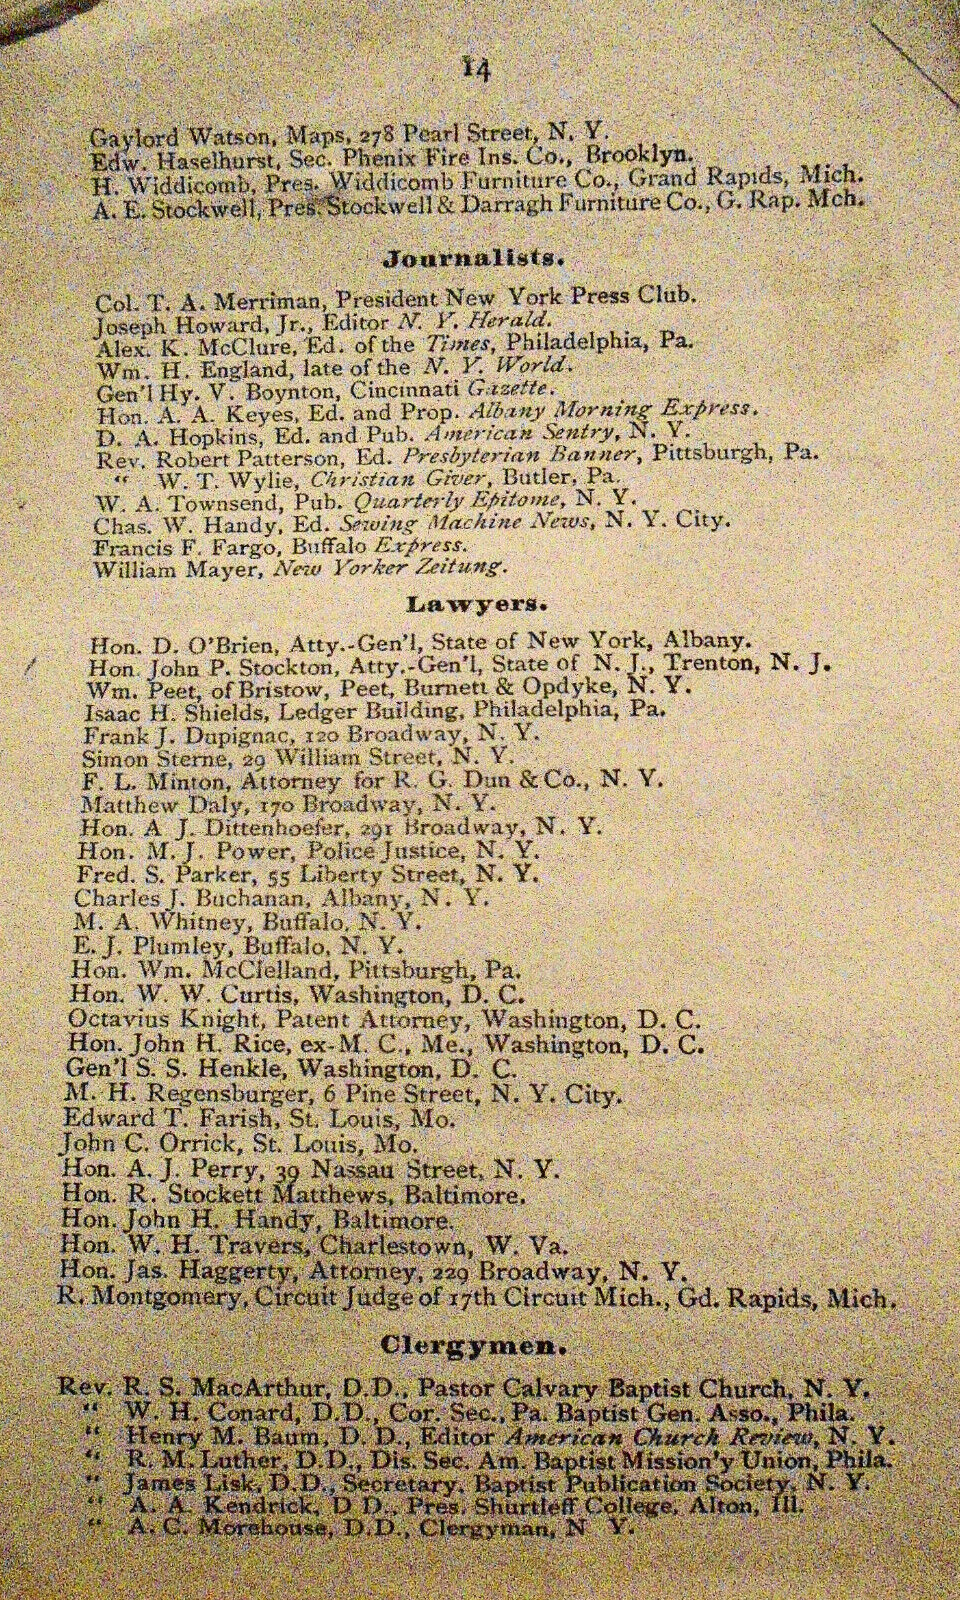 14
Gaylord Watson, Maps, 278 Pearl Street, N. Y.
Edw. Haselhurst, Sec. Phenix Fire Ins. Co., Brooklyn.
H. Widdicomb, Pres. Widdicomb Furniture Co., Grand Rapids, Mich.
A. E. Stockwell, Pres. Stockwell & Darragh Furniture Co., G. Rap. Mch.
Journalists.
Col. T. A. Merriman, President New York Press Club.
Joseph Howard, Jr., Editor N. Y. Herald.
Alex. K. McClure, Ed. of the Times, Philadelphia, Pa.
Wm. H. England, late of the N. Y. World.
Gen'l Hy. V. Boynton, Cincinnati Gazette.
Hon. A. A. Keyes, Ed. and Prop. Albany Morning Express.
D. A. Hopkins, Ed. and Pub. American Sentry, N. Y.
Rev. Robert Patterson, Ed. Presbyterian Banner, Pittsburgh, Pa.
“ W. T. Wylie, Christian Giver, Butler, Pa.
W. A. Townsend, Pub. Quarterly Epitome, N. Y.
Chas. W. Handy, Ed. Sewing Machine News, N. Y. City.
Francis F. Fargo, Buffalo Express.
William Mayer, New Yorker Zeitung.
Lawyers.
Hon. D. O'Brien, Atty.-Gen'l, State of New York, Albany.
Hon. John P. Stockton, Atty.-Gen'l, State of N. J., Trenton, N. J.
Wm. Peet, of Bristow, Peet, Burnett & Opdyke, N. Y.
Isaac H. Shields, Ledger Building, Philadelphia, Pa.
Frank J. Dupignac, 120 Broadway, N. Y.
Simon Sterne, 29 William Street, N. Y.
F. L. Minton, Attorney for R. G. Dun & Co., N. Y.
Matthew Daly, 170 Broadway, N. Y.
Hon. A J. Dittenhoefer, 291 Broadway, N. Y.
Hon. M. J. Power, Police Justice, N. Y.
Fred. S. Parker, 55 Liberty Street, N. Y.
Charles J. Buchanan, Albany, N. Y.
M. A. Whitney, Buffalo, N. Y.
E. J. Plumley, Buffalo, N. Y.
Hon. Wm. McClelland, Pittsburgh, Pa.
Hon. W. W. Curtis, Washington, D. C.
Octavius Knight, Patent Attorney, Washington, D. C.
Hon. John H. Rice, ex-M. C., Me., Washington, D. C.
Gen'l S. S. Henkle, Washington, D. C.
M. H. Regensburger, 6 Pine Street, N. Y. City.
Edward T. Farish, St. Louis, Mo.
John C. Orrick, St. Louis, Mo.
Hon. A. J. Perry, 39 Nassau Street, N. Y.
Hon. R. Stockett Matthews, Baltimore.
Hon. John H. Handy, Baltimore.
Hon. W. H. Travers, Charlestown, W. Va.
Hon. Jas. Haggerty, Attorney, 229 Broadway, N. Y.
R. Montgomery, Circuit Judge of 17th Circuit Mich., Gd. Rapids, Mich.
Clergymen.
Rev. R. S. MacArthur, D.D., Pastor Calvary Baptist Church, N. Y.
“ W. H. Conard, D.D., Cor. Sec., Pa. Baptist Gen. Asso., Phila.
“ Henry M. Baum, D. D., Editor American Church Review, N. Y.
“ R. M. Luther, D.D., Dis. Sec. Am. Baptist Mission'y Union, Phila.
“ James Lisk, D.D., Secretary, Baptist Publication Society, N. Y.
“ A. A. Kendrick, D D., Pres. Shurtleff College, Alton, Ill.
“ A. C. Morehouse, D.D., Clergyman, N Y.